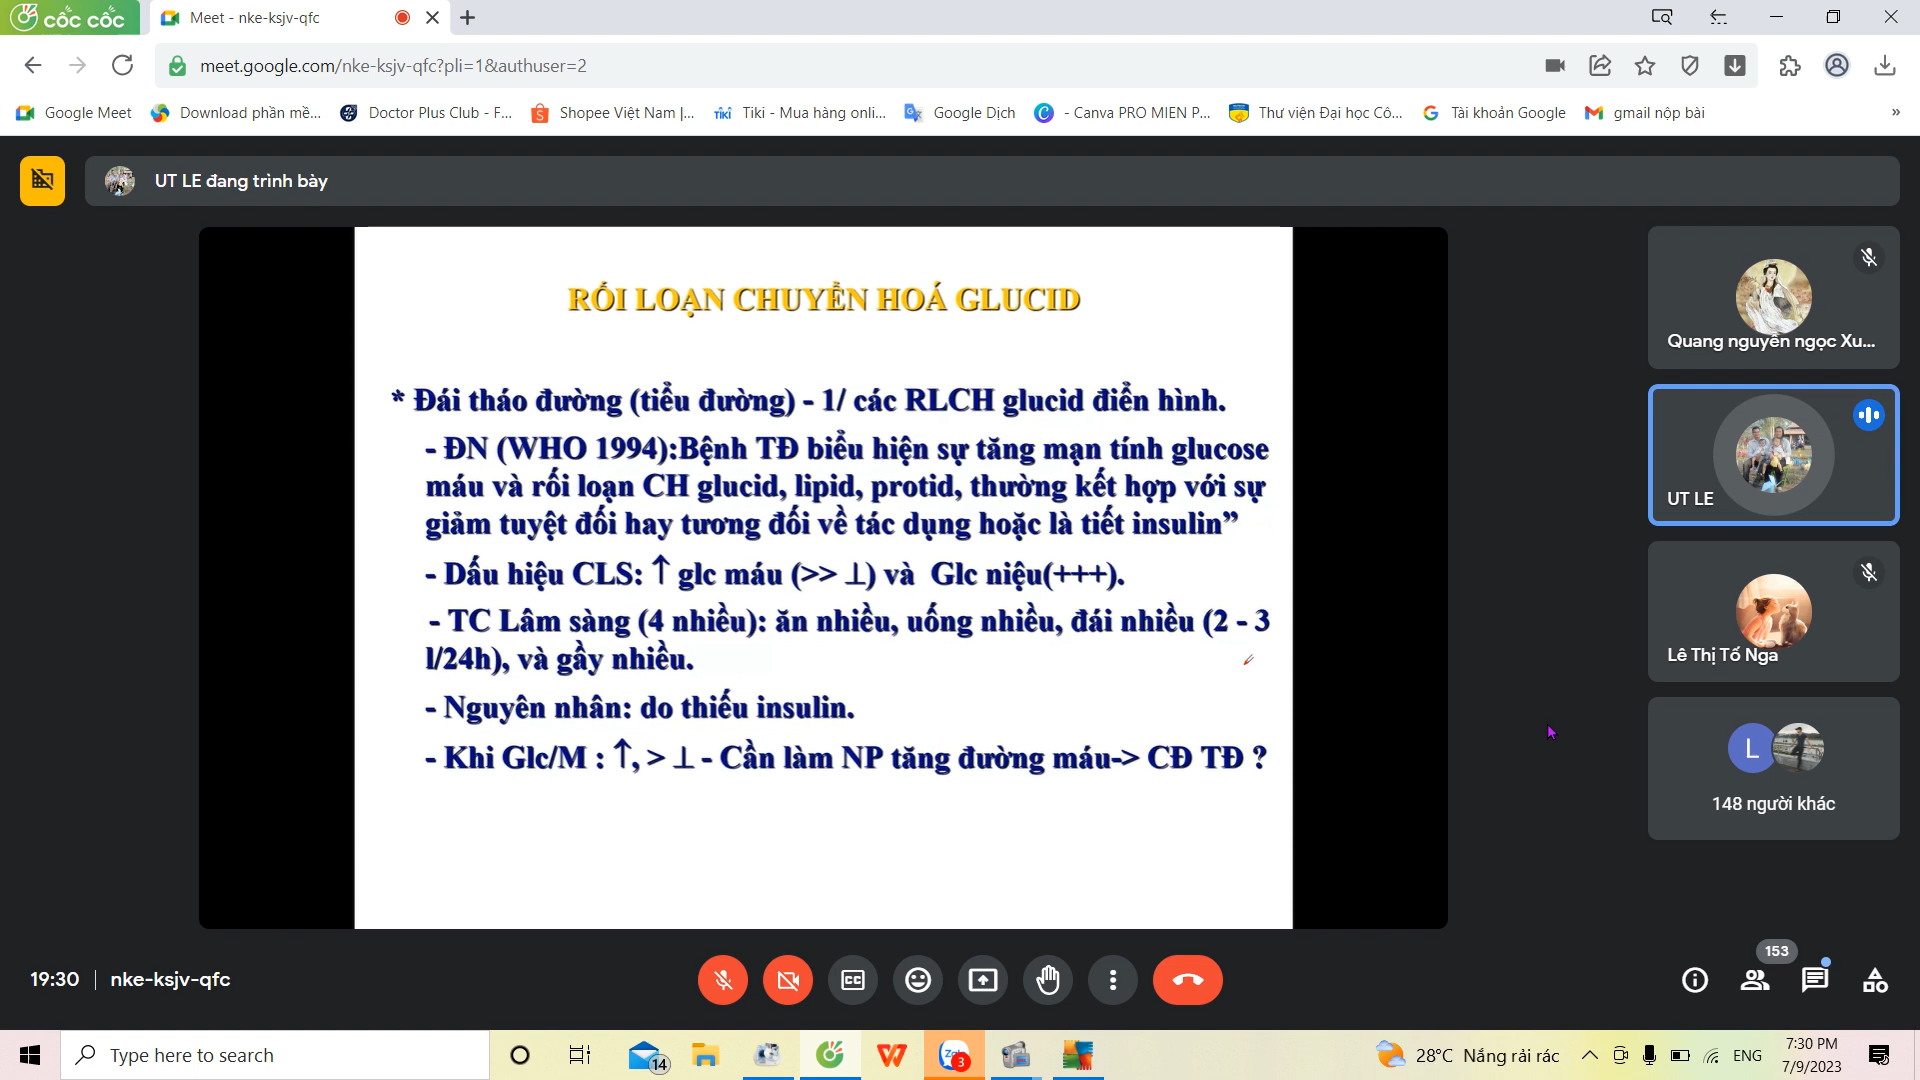 cốc cốc
Meet - nke-ksjv-qfc
meet.google.com/nke-ksjv-qfc?pli=1&authuser=2
Google Meet
Download phần mề...
Doctor Plus Club - F...
Shopee Việt Nam |...
TIKI
Tiki - Mua hàng onli...
Google Dịch
- Canva PRO MIEN P...
Thư viện Đại học Cô...
Tài khoản Google
gmail nộp bài
»
UT LE đang trình bày
RỐI LOẠN CHUYỂN HOÁ GLUCID
* Đái tháo đường (tiểu đường) - 1/ các RLCH glucid điển hình.
- ĐN (WHO 1994):Bệnh TĐ biểu hiện sự tăng mạn tính glucose
máu và rối loạn CH glucid, lipid, protid, thường kết hợp với sự
giảm tuyệt đối hay tương đối về tác dụng hoặc là tiết insulin”
- Dấu hiệu CLS: ↑ glc máu (>> ⊥) và Glc niệu(+++).
- TC Lâm sàng (4 nhiều): ăn nhiều, uống nhiều, đái nhiều (2 - 3
l/24h), và gầy nhiều.
- Nguyên nhân: do thiếu insulin.
- Khi Glc/M : ↑, > ⊥ - Cần làm NP tăng đường máu-> CĐ TĐ ?
Quang nguyễn ngọc Xu...
UT LE
Lê Thị Tố Nga
L
148 người khác
19:30 | nke-ksjv-qfc
CC
153
Type here to search
14
Zalo
3
28°C Nắng rải rác
ENG
7:30 PM
7/9/2023